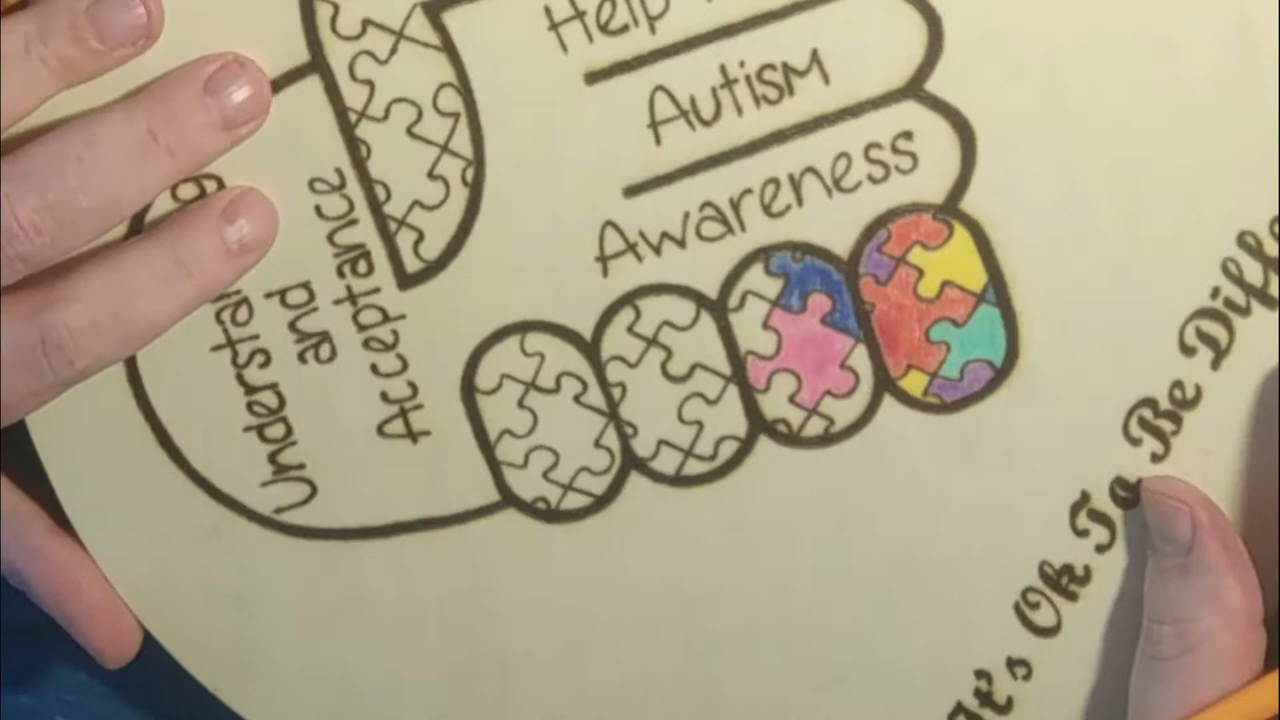 Help
Autism
Awareness
and
Acceptance
It's Ok To Be